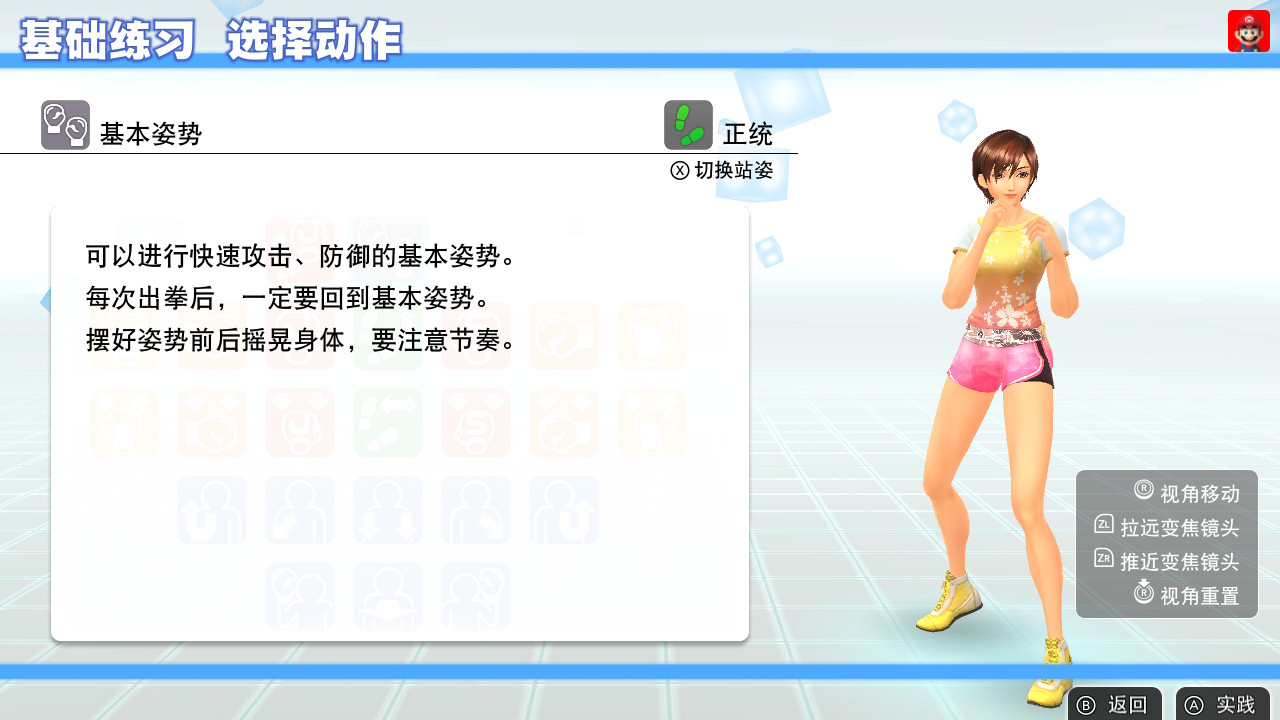 基础练习 选择动作
基本姿势
正统
X 切换站姿
可以进行快速攻击、防御的基本姿势。
每次出拳后，一定要回到基本姿势。
摆好姿势前后摇晃身体，要注意节奏。
R 视角移动
ZL 拉远变焦镜头
ZR 推近变焦镜头
R 视角重置
B 返回
A 实践